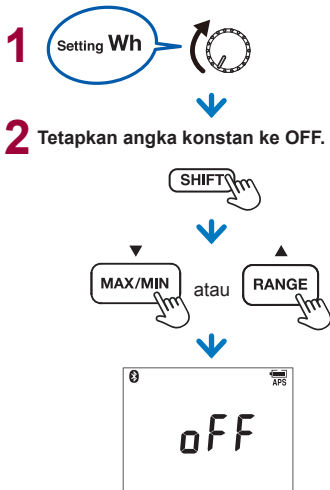 1
Setting Wh
2 Tetapkan angka konstan ke OFF.
SHIFT
▼ ▲
MAX/MIN atau RANGE
APS
oFF